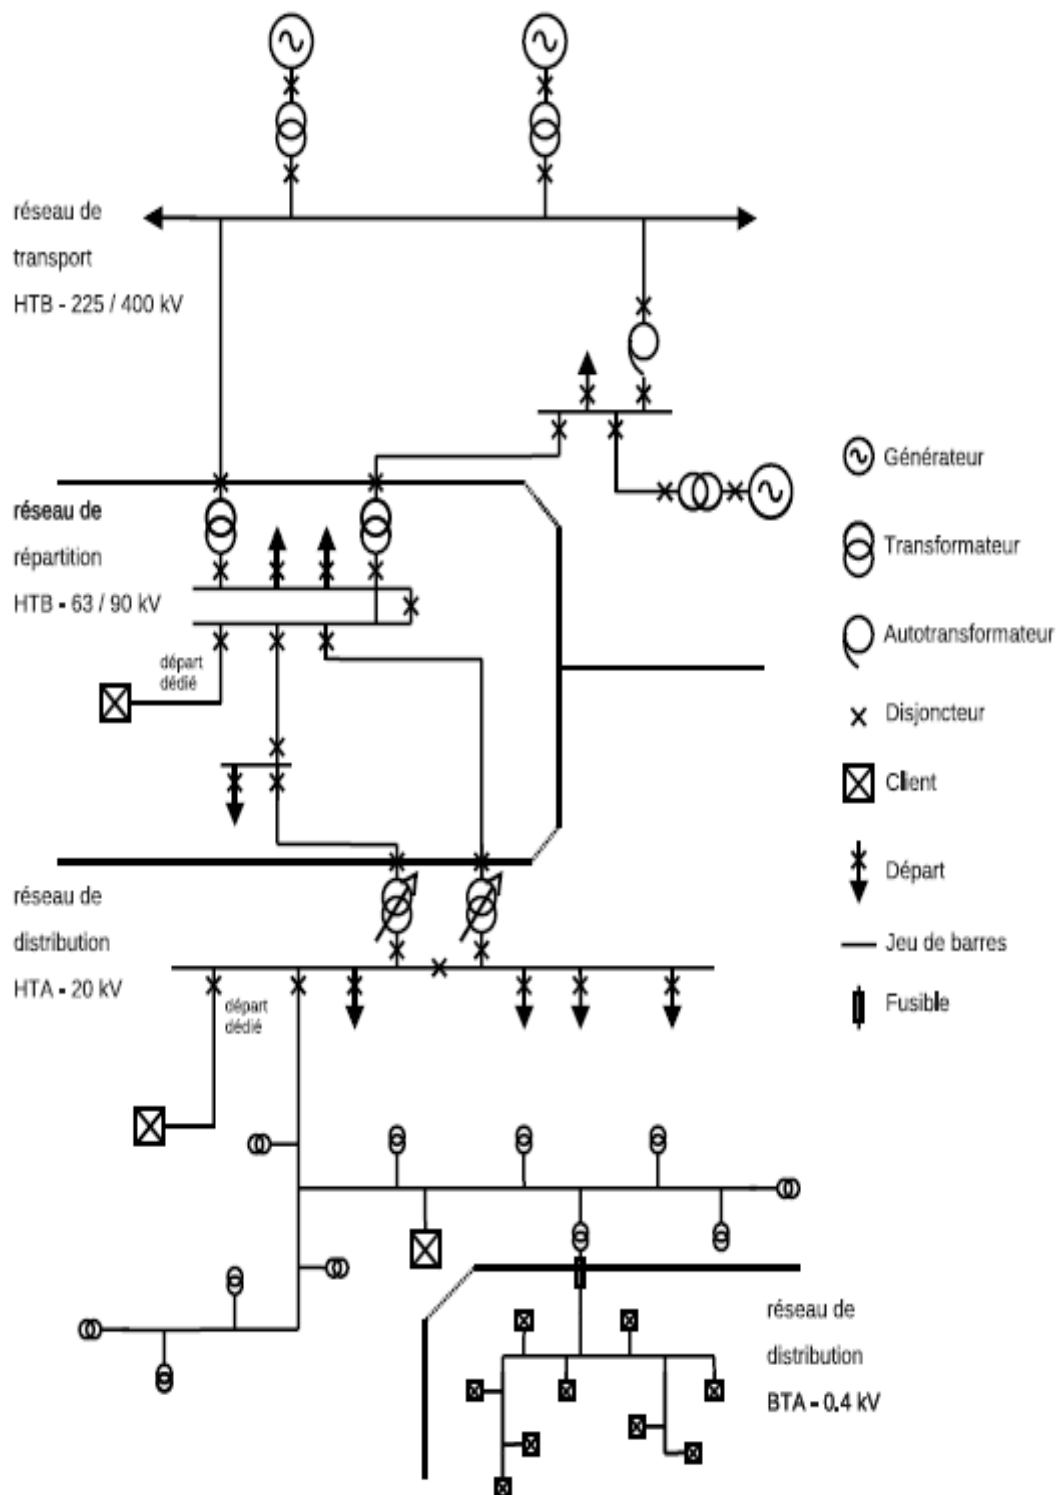 réseau de
transport
HTB - 225 / 400 kV
réseau de
répartition
HTB - 63 / 90 kV
départ
dédié
réseau de
distribution
HTA - 20 kV
départ
dédié
réseau de
distribution
BTA - 0.4 kV
Générateur
Transformateur
Autotransformateur
Disjoncteur
Client
Départ
Jeu de barres
Fusible